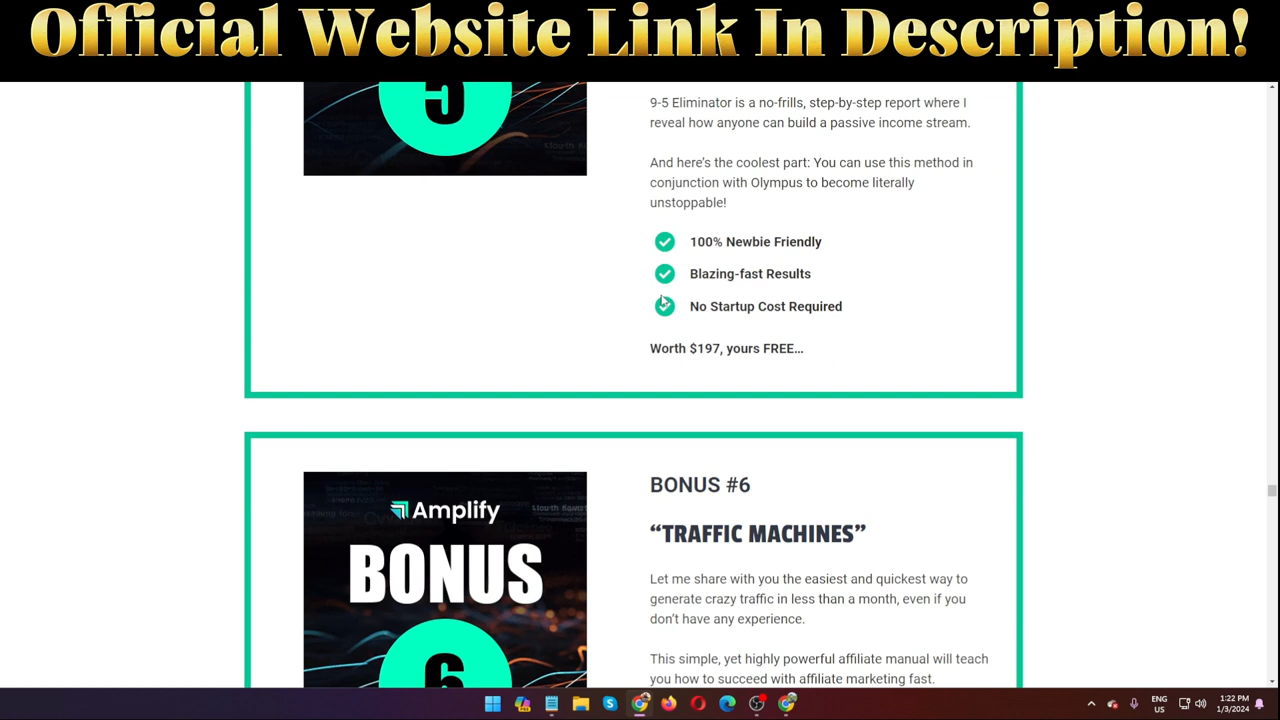 Official Website Link In Description!
5
9-5 Eliminator is a no-frills, step-by-step report where I
reveal how anyone can build a passive income stream.
And here's the coolest part: You can use this method in
conjunction with Olympus to become literally
unstoppable!
100% Newbie Friendly
Blazing-fast Results
No Startup Cost Required
Worth $197, yours FREE...
Amplify
BONUS
6
BONUS #6
“TRAFFIC MACHINES”
Let me share with you the easiest and quickest way to
generate crazy traffic in less than a month, even if you
don't have any experience.
This simple, yet highly powerful affiliate manual will teach
you how to succeed with affiliate marketing fast.
ENG
US
1:22 PM
1/3/2024